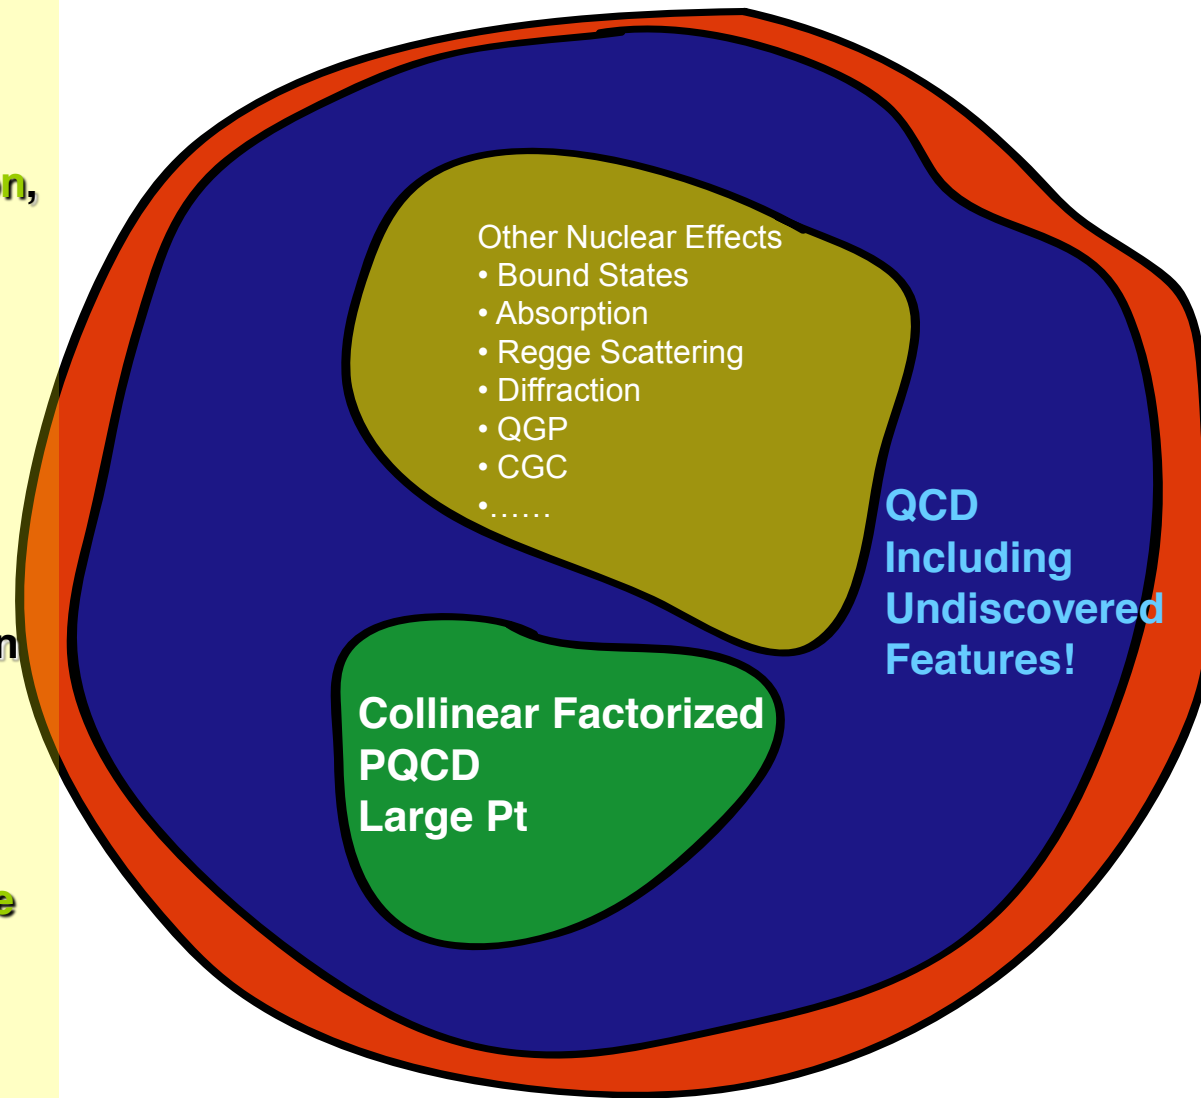 Other Nuclear Effects
• Bound States
• Absorption
• Regge Scattering
• Diffraction
• QGP
• CGC
•......
QCD
Including
Undiscovered
Features!
Collinear Factorized
PQCD
Large Pt